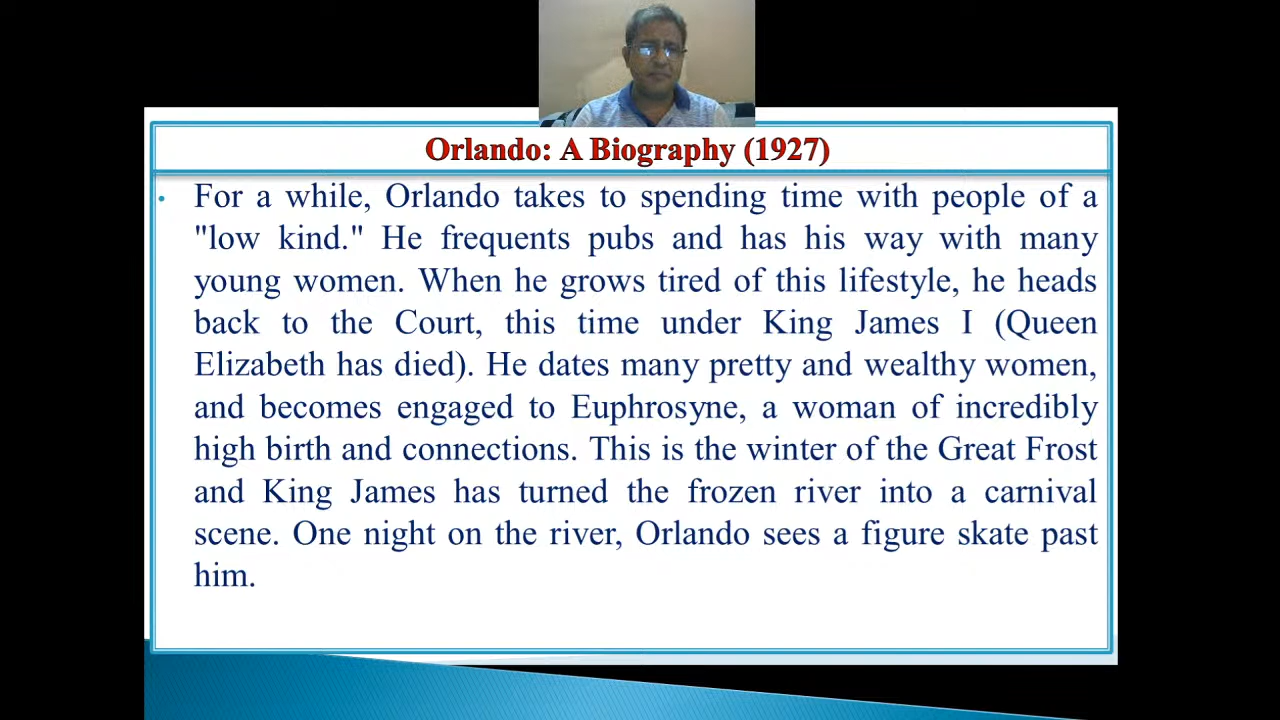 Orlando: A Biography (1927)
• For a while, Orlando takes to spending time with people of a
"low kind." He frequents pubs and has his way with many
young women. When he grows tired of this lifestyle, he heads
back to the Court, this time under King James I (Queen
Elizabeth has died). He dates many pretty and wealthy women,
and becomes engaged to Euphrosyne, a woman of incredibly
high birth and connections. This is the winter of the Great Frost
and King James has turned the frozen river into a carnival
scene. One night on the river, Orlando sees a figure skate past
him.